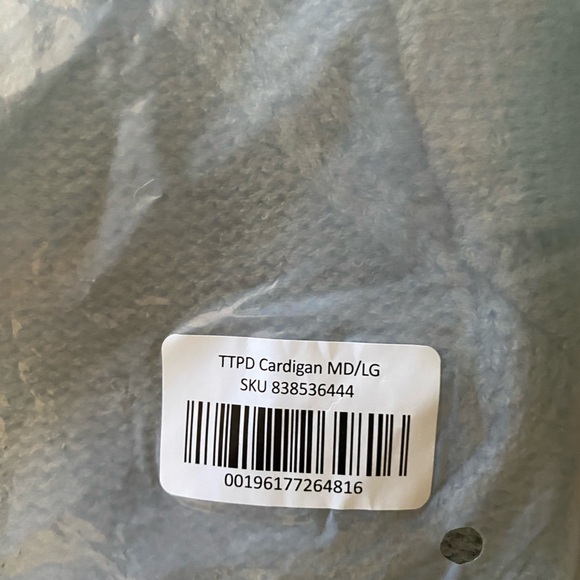 TTPD Cardigan MD/LG
SKU 838536444
00196177264816